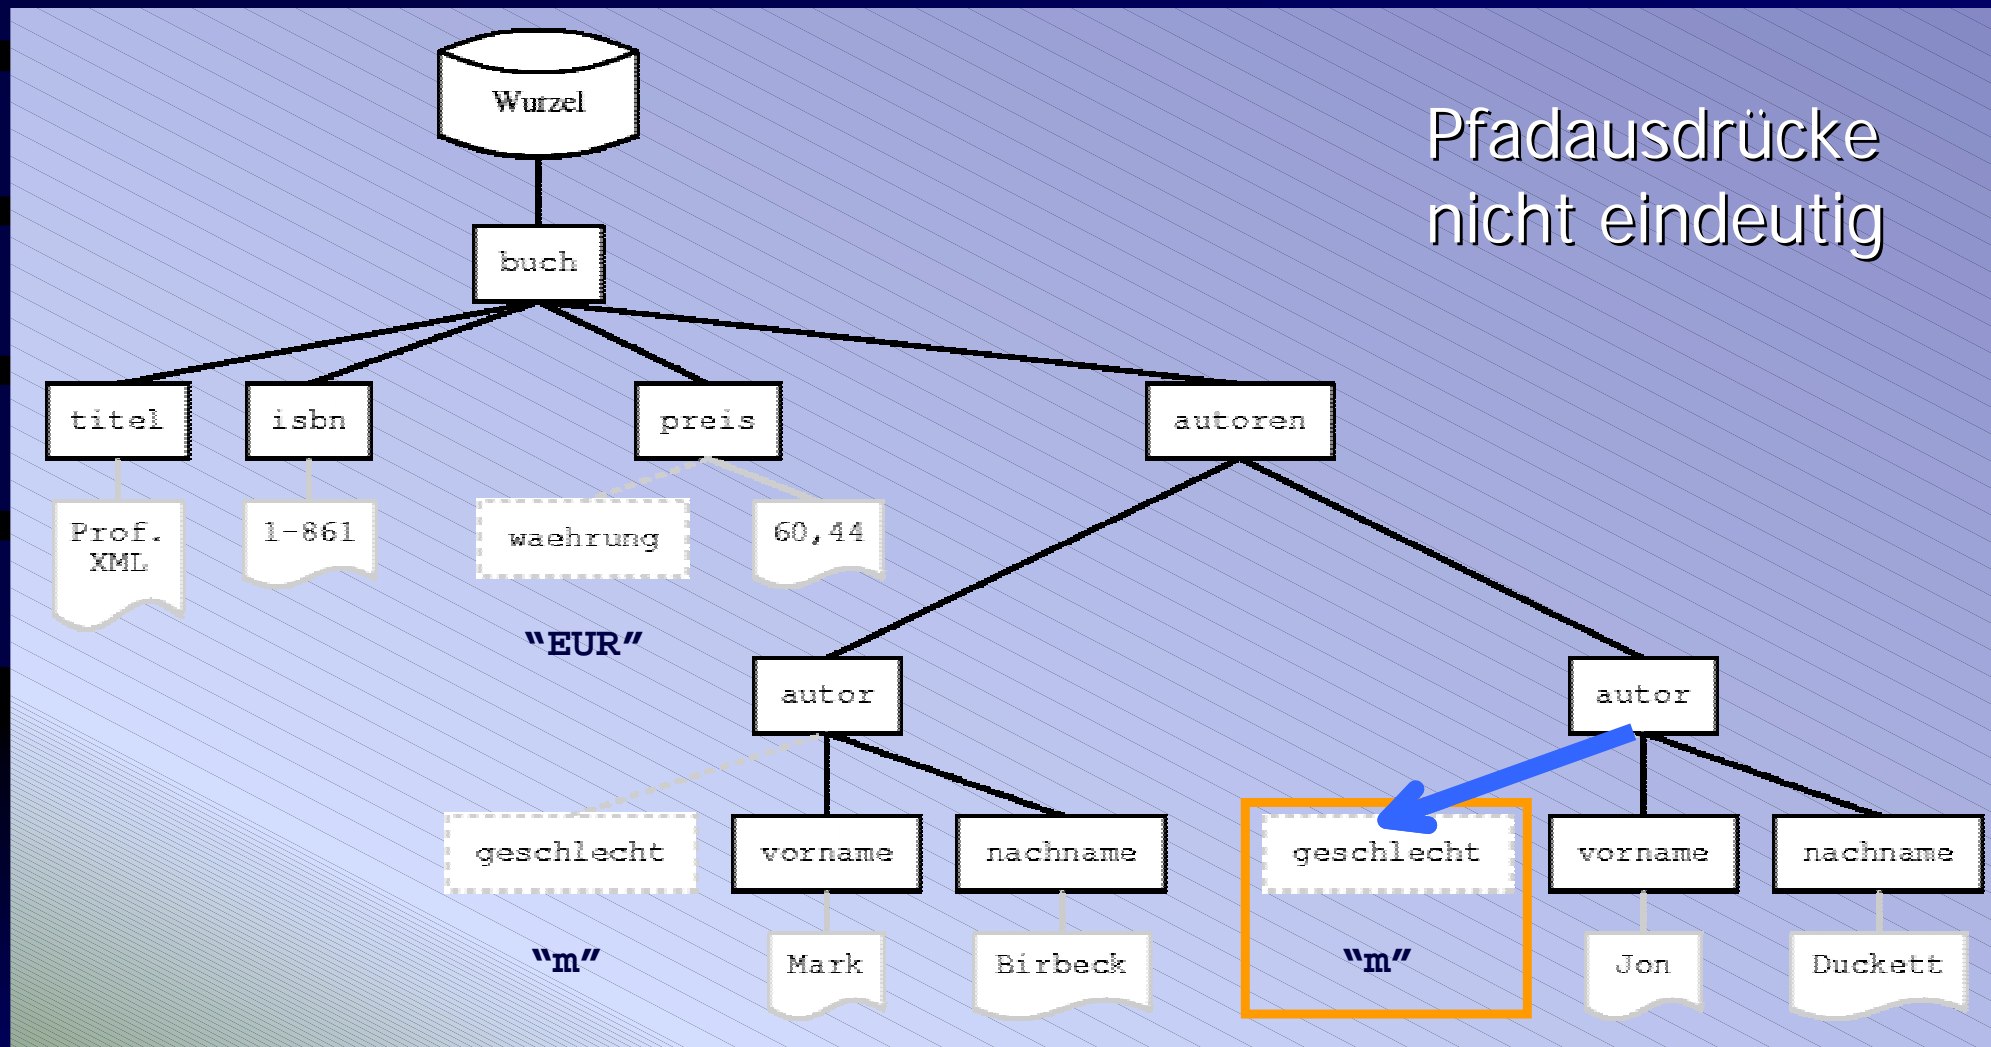 Wurzel
Pfadausdrücke
nicht eindeutig
buch
titel
isbn
preis
autoren
Prof.
XML
1-861
waehrung
60,44
"EUR"
autor
autor
geschlecht
vorname
nachname
geschlecht
vorname
nachname
"m"
Mark
Birbeck
"m"
Jon
Duckett